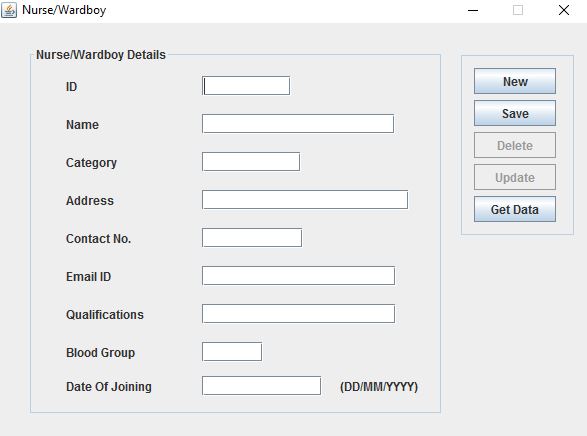 Nurse/Wardboy
Nurse/Wardboy Details
ID
Name
Category
Address
Contact No.
Email ID
Qualifications
Blood Group
Date Of Joining (DD/MM/YYYY)
New
Save
Delete
Update
Get Data